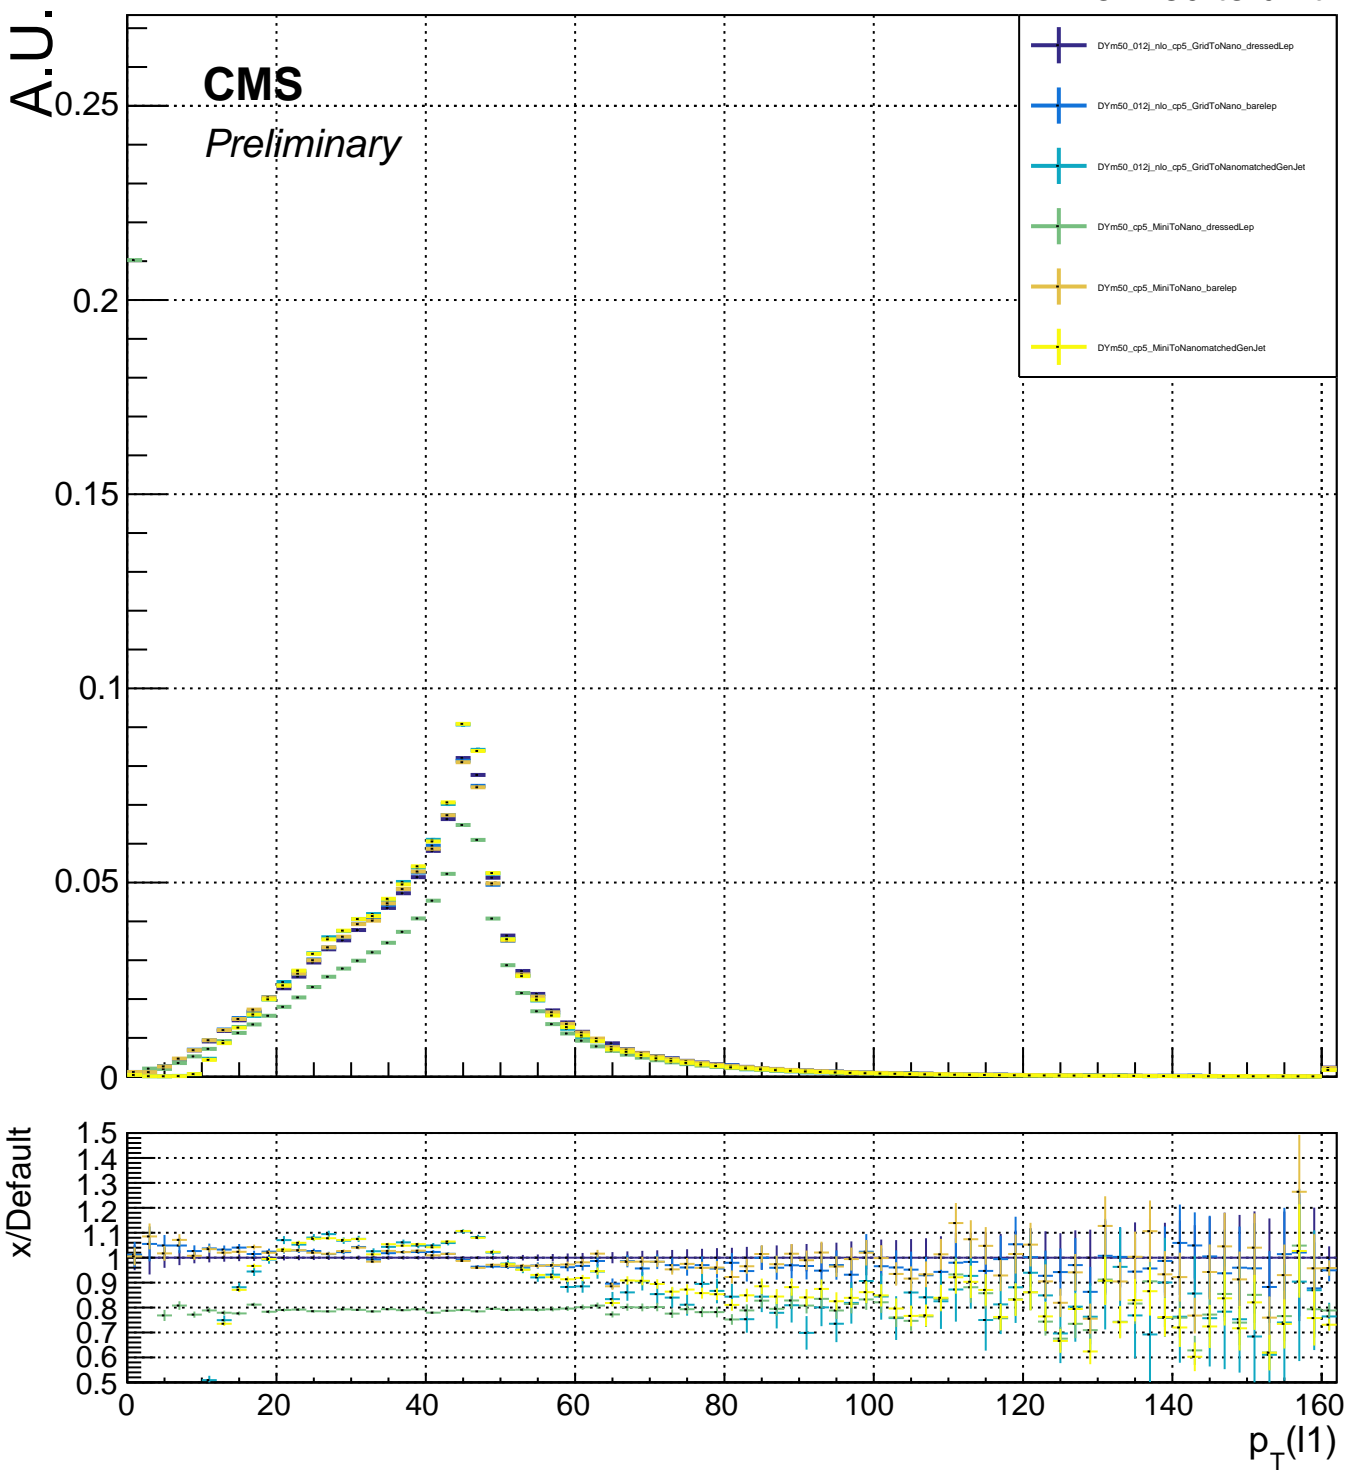 A.U.
CMS
Preliminary
DYm50_012j_nlo_cp5_GridToNano_dressedLep
DYm50_012j_nlo_cp5_GridToNano_barelep
DYm50_012j_nlo_cp5_GridToNanomatchedGenJet
DYm50_cp5_MiniToNano_dressedLep
DYm50_cp5_MiniToNano_barelep
DYm50_cp5_MiniToNanomatchedGenJet
0.25
0.2
0.15
0.1
0.05
0
x/Default
1.5
1.4
1.3
1.2
1.1
1
0.9
0.8
0.7
0.6
0.5
0 20 40 60 80 100 120 140 160
p_T(l1)